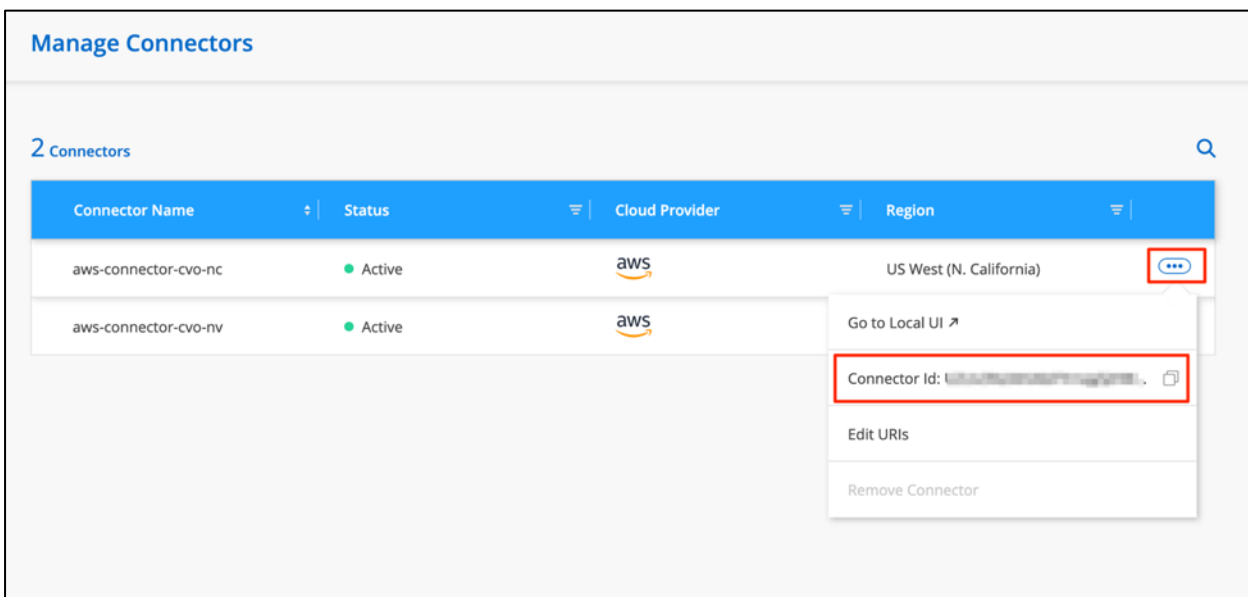 Manage Connectors
2 Connectors
Connector Name Status Cloud Provider Region
aws-connector-cvo-nc Active aws US West (N. California)
aws-connector-cvo-nv Active aws
Go to Local UI
Connector Id:
Edit URIs
Remove Connector